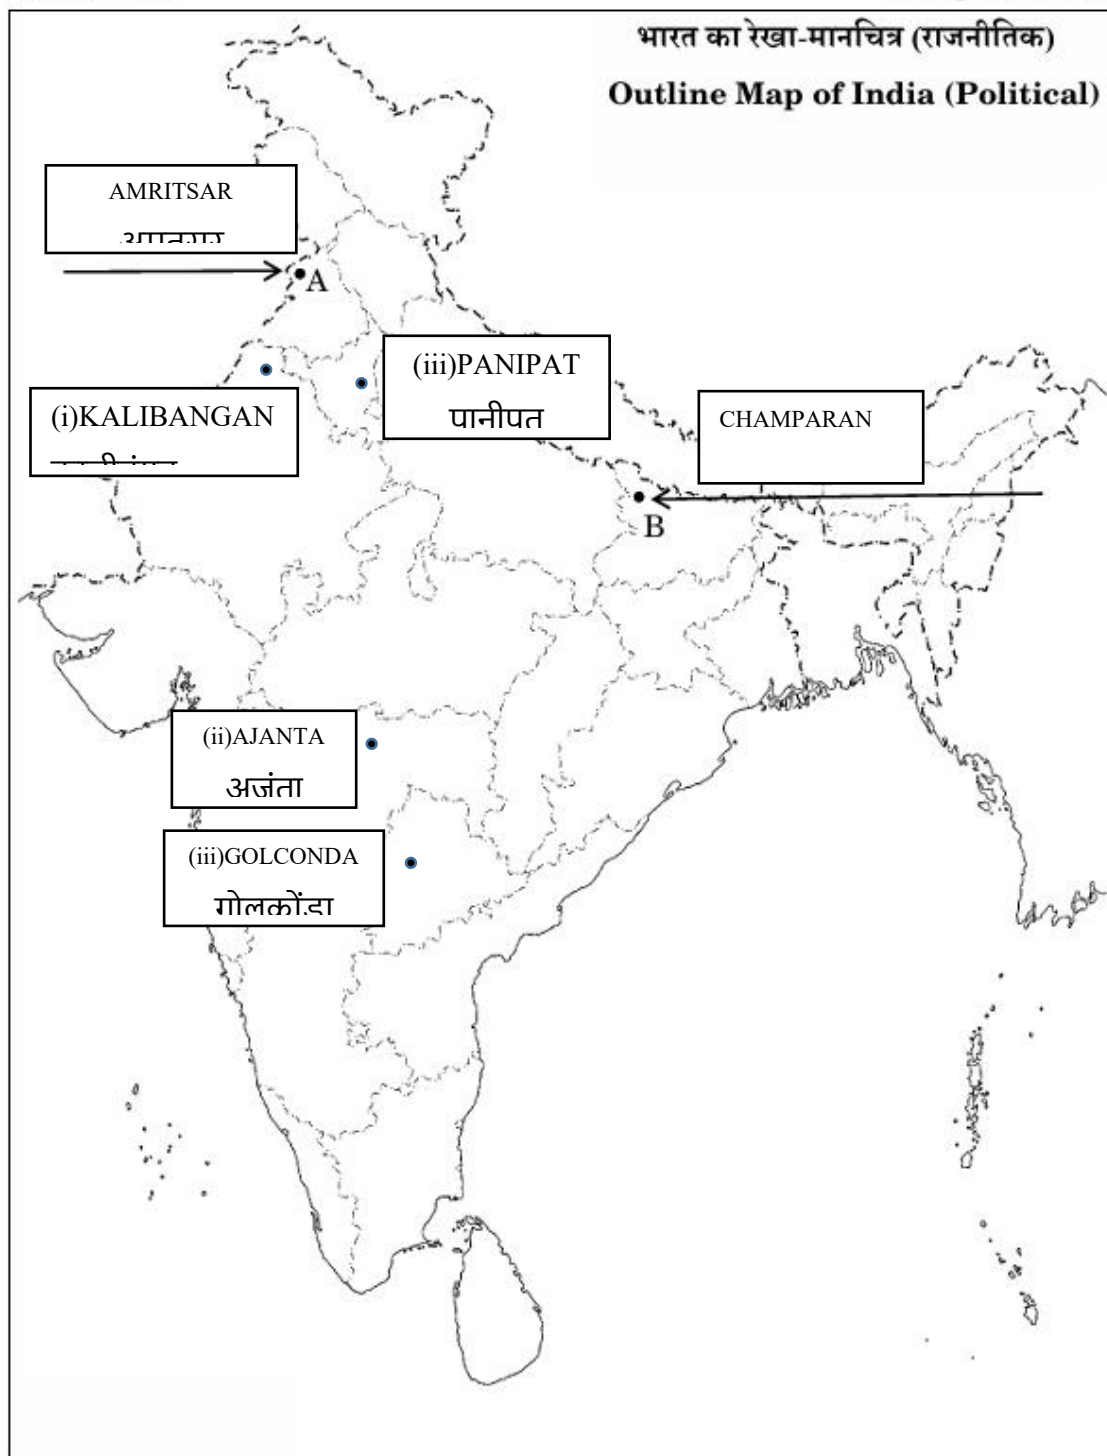 भारत का रेखा-मानचित्र (राजनीतिक)
Outline Map of India (Political)
AMRITSAR
A
(iii)PANIPAT
पानीपत
(i)KALIBANGAN
CHAMPARAN
B
(ii)AJANTA
अजंता
(iii)GOLCONDA
गोलकोंडा